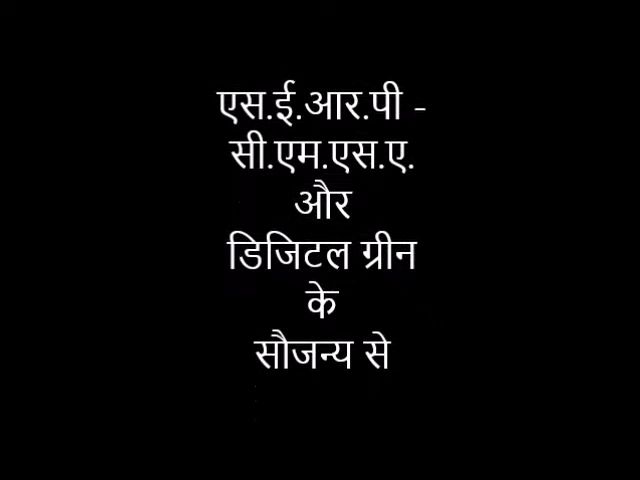 एस.ई.आर.पी -
सी.एम.एस.ए.
और
डिजिटल ग्रीन
के
सौजन्य से